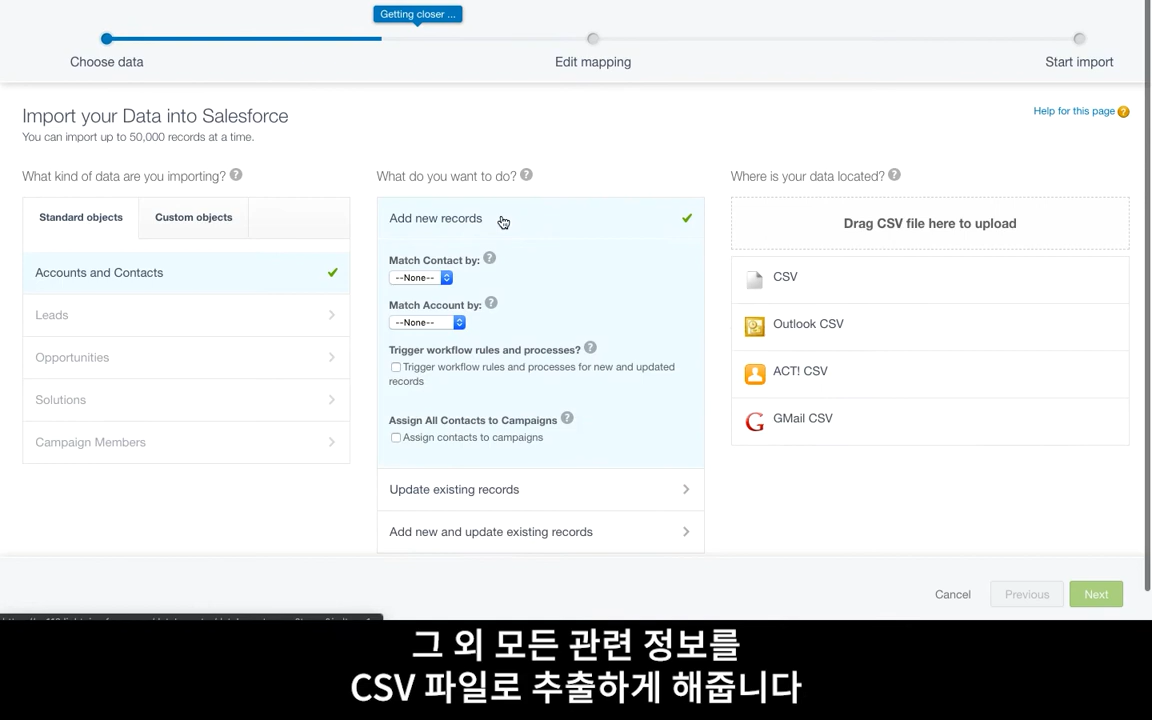 Getting closer ...
Choose data
Edit mapping
Start import
Import your Data into Salesforce
You can import up to 50,000 records at a time.
Help for this page ?
What kind of data are you importing? ?
Standard objects
Custom objects
Accounts and Contacts
Leads
Opportunities
Solutions
Campaign Members
What do you want to do? ?
Add new records
Match Contact by: ?
--None--
Match Account by: ?
--None--
Trigger workflow rules and processes? ?
Trigger workflow rules and processes for new and updated
records
Assign All Contacts to Campaigns ?
Assign contacts to campaigns
Update existing records
Add new and update existing records
Where is your data located? ?
Drag CSV file here to upload
CSV
Outlook CSV
ACT! CSV
GMail CSV
Cancel
Previous
Next
그 외 모든 관련 정보를
CSV 파일로 추출하게 해줍니다